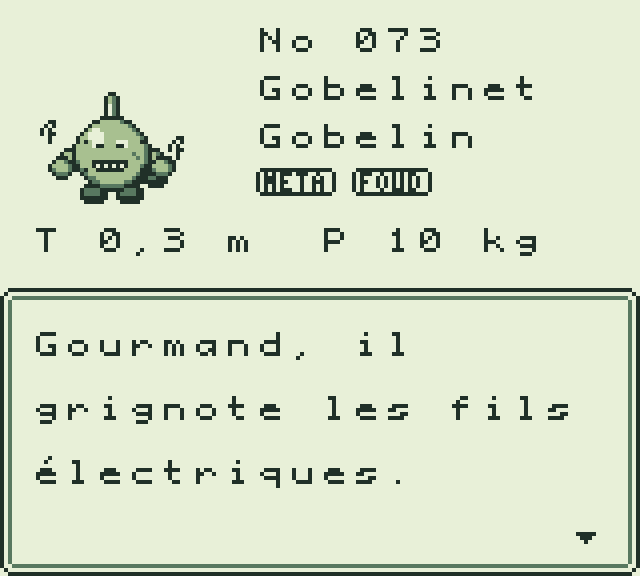 No 073
Gobelinet
Gobelin
META FOUD
T 0,3 m P 10 kg
Gourmand, il
grignote les fils
électriques.